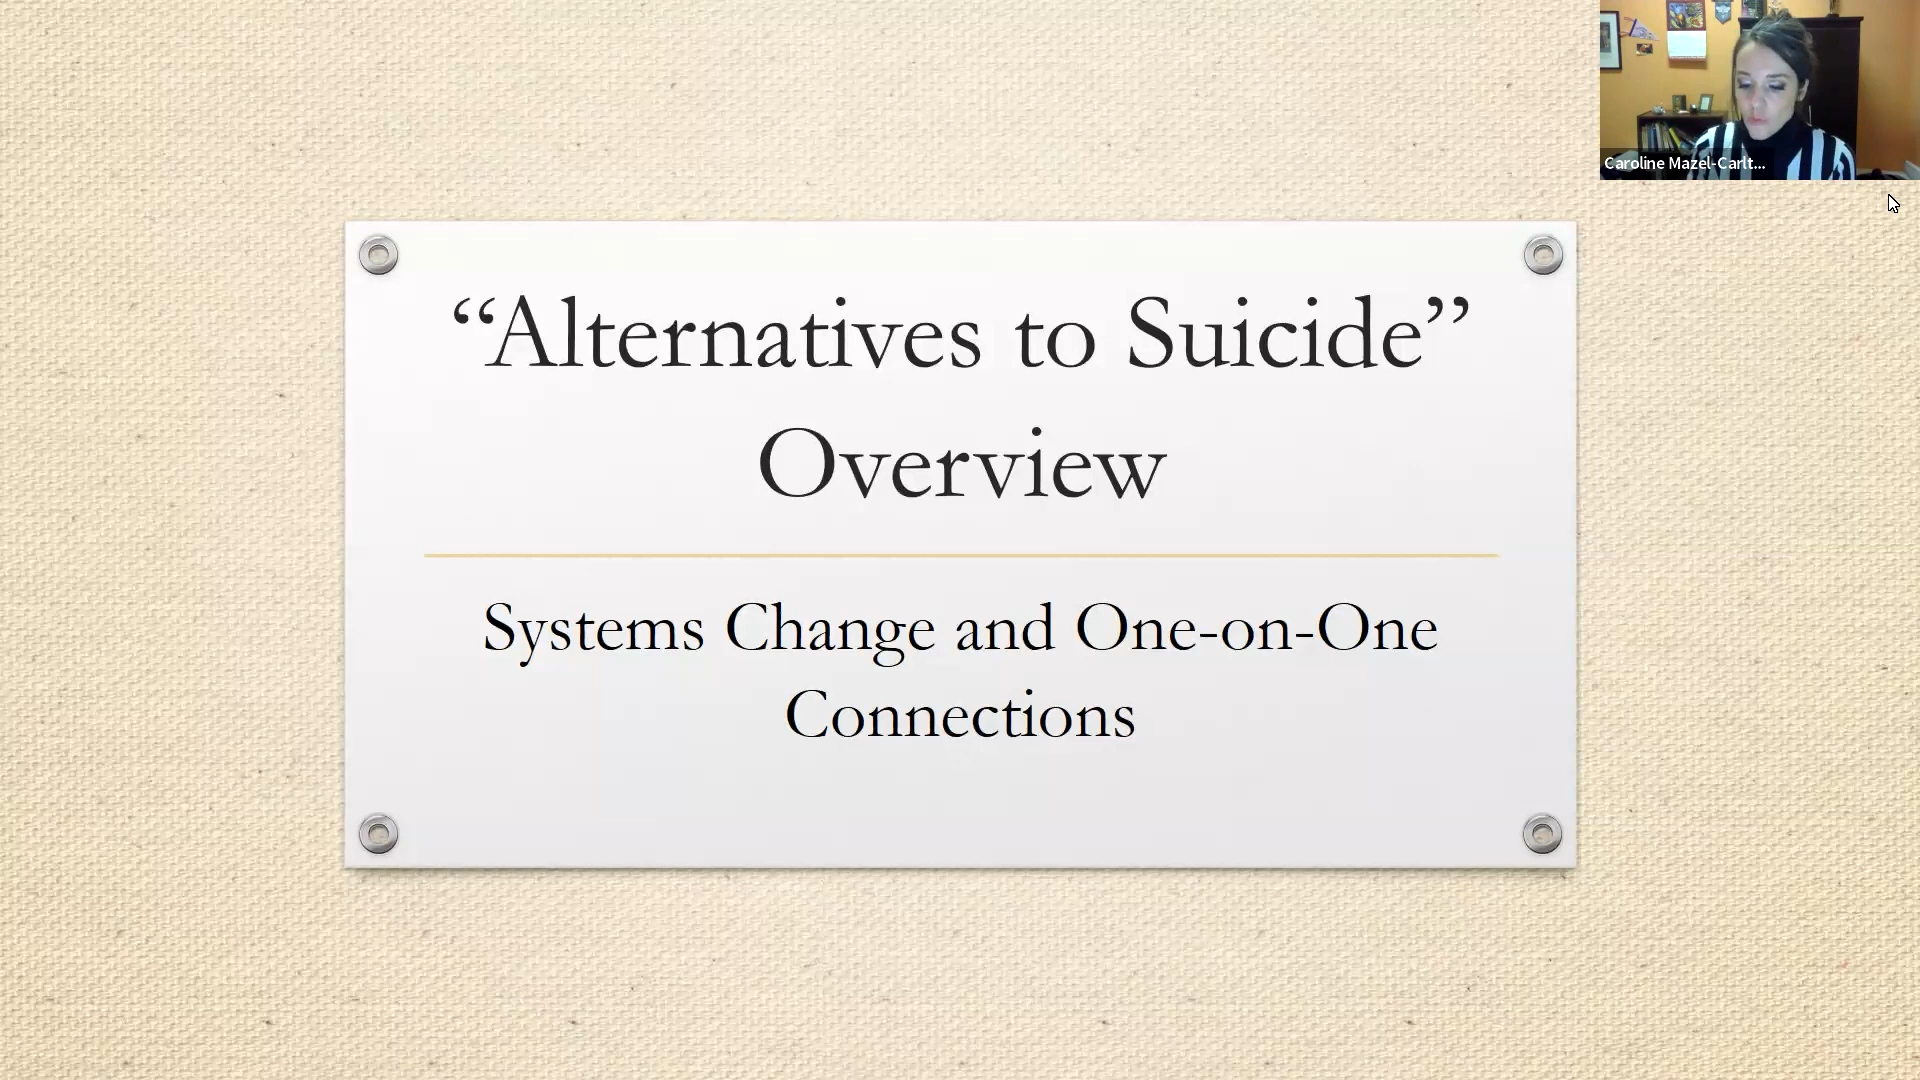 Caroline Mazel-Carlt...
“Alternatives to Suicide”
Overview
Systems Change and One-on-One
Connections